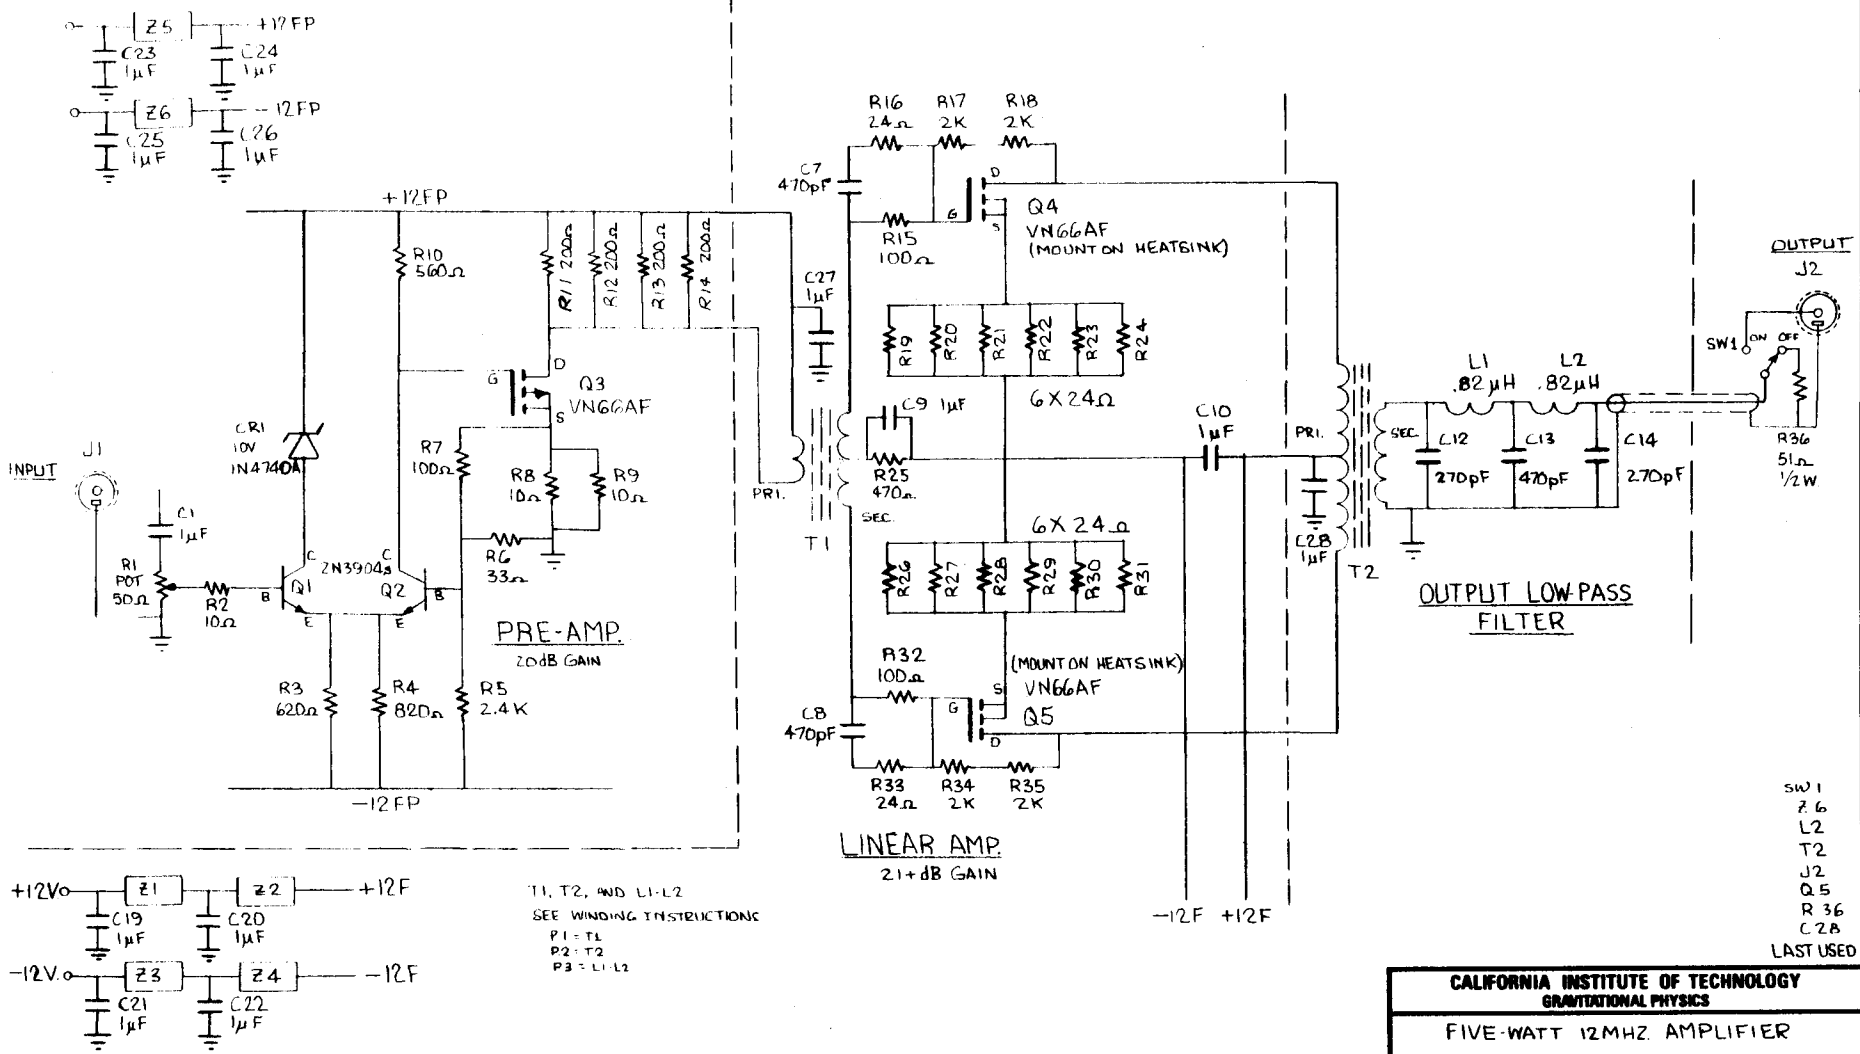 Z5
+12FP
C23
1µF
C24
1µF
Z6
-12FP
C25
1µF
C26
1µF
+12FP
R10
560Ω
R11 200Ω
R12 200Ω
R13 200Ω
R14 200Ω
G
D
S
Q3
VN66AF
CR1
10V
1N4740A
R7
100Ω
R8
10Ω
R9
10Ω
R6
33Ω
INPUT
J1
C1
1µF
R1
POT
50Ω
R2
10Ω
B
C
E
Q1
2N3904s
C
Q2
B
E
PRE-AMP.
20dB GAIN
R3
620Ω
R4
820Ω
R5
2.4K
-12FP
+12V
Z1
Z2
+12F
C19
1µF
C20
1µF
-12V
Z3
Z4
-12F
C21
1µF
C22
1µF
T1, T2, AND L1-L2
SEE WINDING INSTRUCTIONS
P1 = T1
P2 = T2
P3 = L1-L2
R16
24Ω
R17
2K
R18
2K
C7
470pF
R15
100Ω
G
D
S
Q4
VN66AF
(MOUNT ON HEATSINK)
C27
1µF
R19
R20
R21
R22
R23
R24
6X24Ω
C9 1µF
R25
470Ω
PRI.
SEC.
T1
C10
1µF
6X24Ω
R26
R27
R28
R29
R30
R31
R32
100Ω
(MOUNT ON HEATSINK)
VN66AF
Q5
S
G
D
C8
470pF
R33
24Ω
R34
2K
R35
2K
LINEAR AMP.
21+dB GAIN
-12F
+12F
PRI.
SEC.
C28
1µF
T2
L1
.82µH
L2
.82µH
C12
270pF
C13
470pF
C14
270pF
OUTPUT LOW-PASS
FILTER
OUTPUT
J2
SW1
ON
OFF
R36
51Ω
1/2W
SW1
Z6
L2
T2
J2
Q5
R36
C28
LAST USED
CALIFORNIA INSTITUTE OF TECHNOLOGY
GRAVITATIONAL PHYSICS
FIVE-WATT 12MHZ. AMPLIFIER